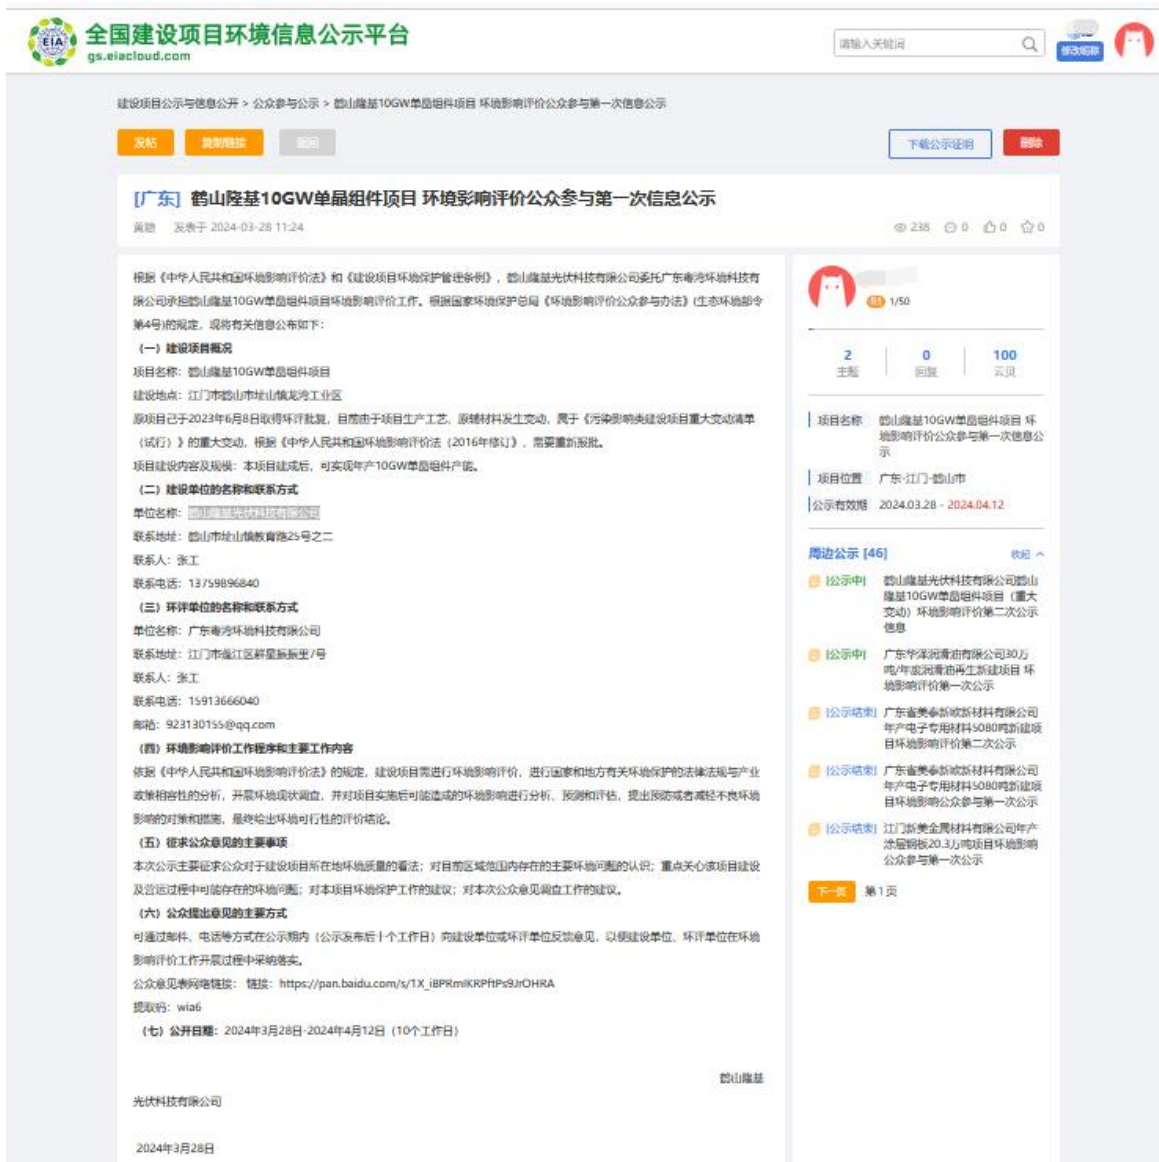 EIA
全国建设项目环境信息公示平台
gs.eiacloud.com
请输入关键词
修改昵称
建设项目公示与信息公开 > 公众参与公示 > 鹤山隆基10GW单晶组件项目 环境影响评价公众参与第一次信息公示
发帖 复制链接 返回 下载公示证明 删除
[广东] 鹤山隆基10GW单晶组件项目 环境影响评价公众参与第一次信息公示
发表于 2024-03-28 11:24
238 0 0 0
根据《中华人民共和国环境影响评价法》和《建设项目环境保护管理条例》，鹤山隆基光伏科技有限公司委托广东粤湾环境科技有
限公司承担鹤山隆基10GW单晶组件项目环境影响评价工作。根据国家环境保护总局《环境影响评价公众参与办法》(生态环境部令
第4号)的规定，现将有关信息公布如下：
（一）建设项目概况
项目名称：鹤山隆基10GW单晶组件项目
建设地点：江门市鹤山市址山镇龙湾工业区
原项目已于2023年6月8日取得环评批复，目前由于项目生产工艺、原辅材料发生变动，属于《污染影响类建设项目重大变动清单
（试行）》的重大变动，根据《中华人民共和国环境影响评价法（2016年修订》，需要重新报批。
项目建设内容及规模：本项目建成后，可实现年产10GW单晶组件产能。
（二）建设单位的名称和联系方式
单位名称：鹤山隆基光伏科技有限公司
联系地址：鹤山市址山镇教育路25号之二
联系人：张工
联系电话：13759896840
（三）环评单位的名称和联系方式
单位名称：广东粤湾环境科技有限公司
联系地址：江门市蓬江区群星振振里7号
联系人：张工
联系电话：15913666040
邮箱：923130155@qq.com
（四）环境影响评价工作程序和主要工作内容
依据《中华人民共和国环境影响评价法》的规定，建设项目需进行环境影响评价，进行国家和地方有关环境保护的法律法规与产业
政策相容性的分析，开展环境现状调查，并对项目实施后可能造成的环境影响进行分析、预测和评估，提出预防或者减轻不良环境
影响的对策和措施，最终给出环境可行性的评价结论。
（五）征求公众意见的主要事项
本次公示主要征求公众对于建设项目所在地环境质量的看法；对目前区域范围内存在的主要环境问题的认识；重点关心该项目建设
及营运过程中可能存在的环境问题；对本项目环境保护工作的建议；对本次公众意见调查工作的建议。
（六）公众提出意见的主要方式
可通过邮件、电话等方式在公示期内（公示发布后十个工作日）向建设单位或环评单位反馈意见，以便建设单位、环评单位在环境
影响评价工作开展过程中采纳落实。
公众意见表网络链接： 链接：https://pan.baidu.com/s/1X_iBPRmIKRPftPs9JrOHRA
提取码：wia6
（七）公开日期：2024年3月28日-2024年4月12日（10个工作日）
鹤山隆基
光伏科技有限公司
2024年3月28日
R1 1/50
2 0 100
主题 回复 云贝
项目名称 鹤山隆基10GW单晶组件项目 环
境影响评价公众参与第一次信息公
示
项目位置 广东-江门-鹤山市
公示有效期 2024.03.28 - 2024.04.12
周边公示 [46] 收起
[公示中] 鹤山隆基光伏科技有限公司鹤山
隆基10GW单晶组件项目（重大
变动）环境影响评价第二次公示
信息
[公示中] 广东华泽润滑油有限公司30万
吨/年废润滑油再生新建项目 环
境影响评价第一次公示
[公示结束] 广东省美泰新欧新材料有限公司
年产电子专用材料5080吨新建项
目环境影响评价第二次公示
[公示结束] 广东省美泰新欧新材料有限公司
年产电子专用材料5080吨新建项
目环境影响公众参与第一次公示
[公示结束] 江门新美金属材料有限公司年产
涂层钢板20.3万吨项目环境影响
公众参与第一次公示
下一页 第1页